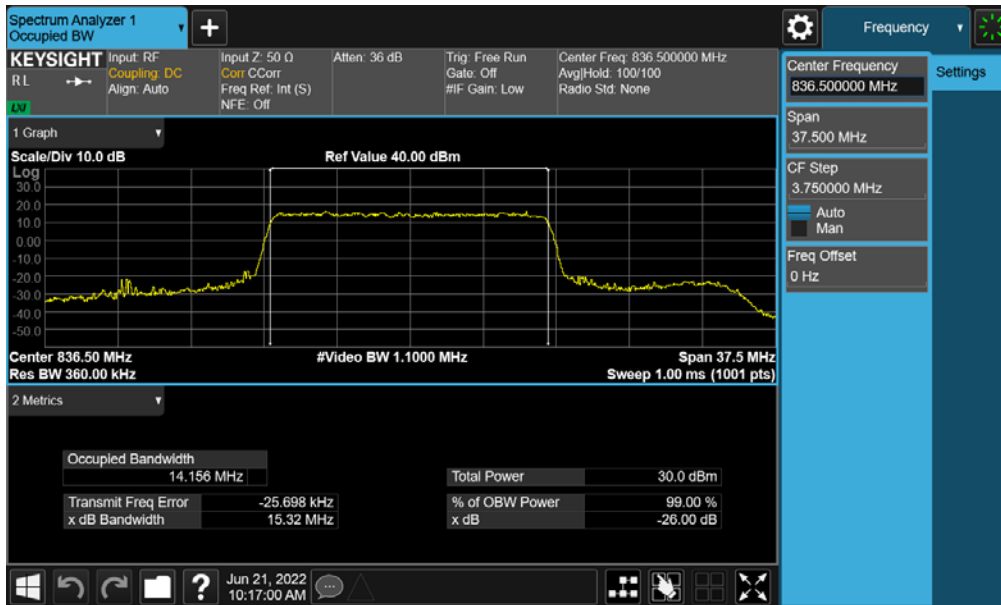 Spectrum Analyzer 1
Occupied BW
+
Frequency
KEYSIGHT
RL
LXI
Input: RF
Coupling: DC
Align: Auto
Input Z: 50 Ω
Corr CCorr
Freq Ref: Int (S)
NFE: Off
Atten: 36 dB
Trig: Free Run
Gate: Off
#IF Gain: Low
Center Freq: 836.500000 MHz
Avg|Hold: 100/100
Radio Std: None
Center Frequency
836.500000 MHz
Settings
Span
37.500 MHz
CF Step
3.750000 MHz
Auto
Man
Freq Offset
0 Hz
1 Graph
Scale/Div 10.0 dB
Ref Value 40.00 dBm
Log
30.0
20.0
10.0
0.00
-10.0
-20.0
-30.0
-40.0
-50.0
Center 836.50 MHz
#Video BW 1.1000 MHz
Span 37.5 MHz
Res BW 360.00 kHz
Sweep 1.00 ms (1001 pts)
2 Metrics
Occupied Bandwidth
14.156 MHz
Total Power 30.0 dBm
Transmit Freq Error -25.698 kHz
% of OBW Power 99.00 %
x dB Bandwidth 15.32 MHz
x dB -26.00 dB
?
Jun 21, 2022
10:17:00 AM